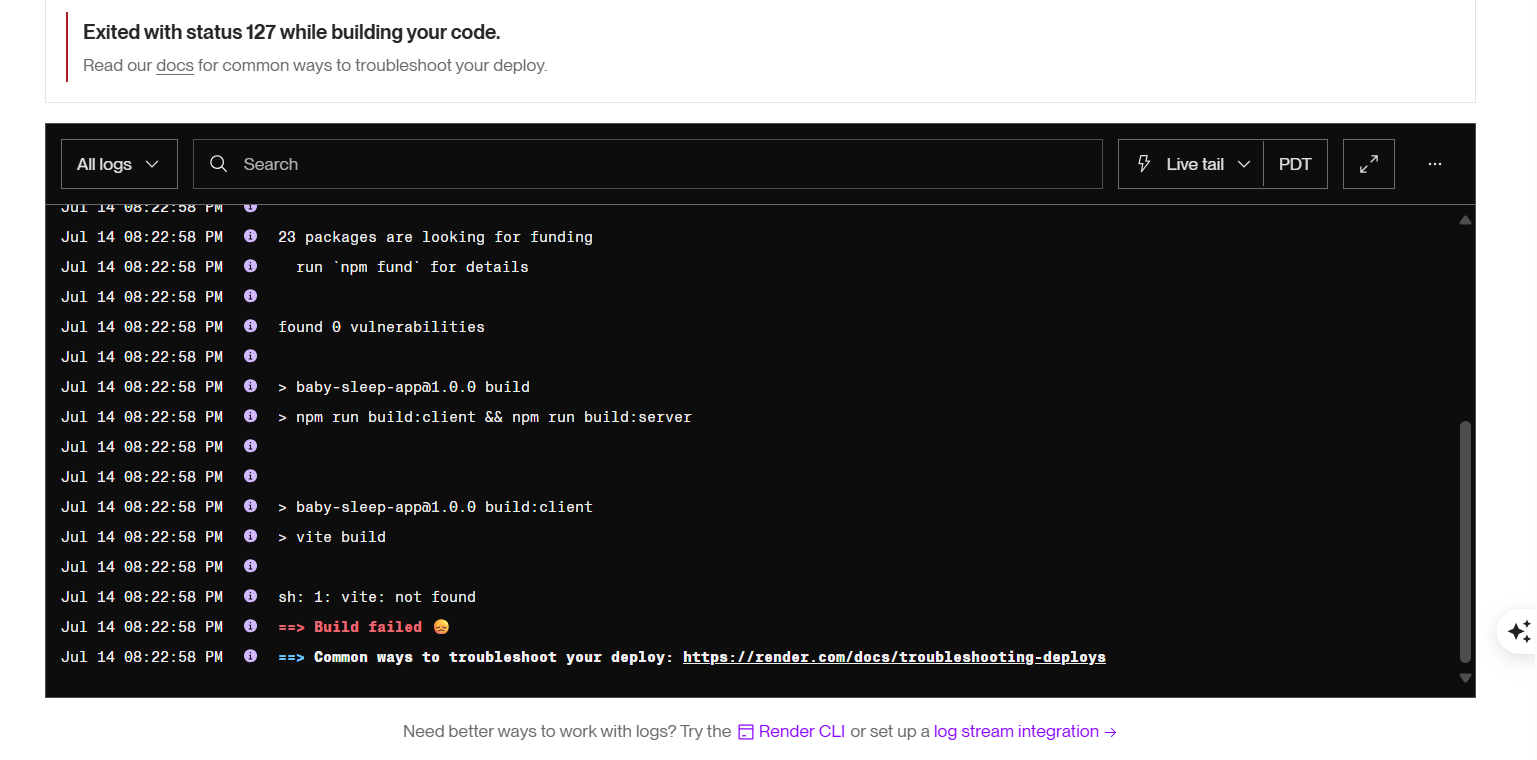 Exited with status 127 while building your code.
Read our docs for common ways to troubleshoot your deploy.
All logs
Search
Live tail
PDT
Jul 14 08:22:58 PM
Jul 14 08:22:58 PM 23 packages are looking for funding
Jul 14 08:22:58 PM run `npm fund` for details
Jul 14 08:22:58 PM
Jul 14 08:22:58 PM found 0 vulnerabilities
Jul 14 08:22:58 PM
Jul 14 08:22:58 PM > baby-sleep-app@1.0.0 build
Jul 14 08:22:58 PM > npm run build:client && npm run build:server
Jul 14 08:22:58 PM
Jul 14 08:22:58 PM
Jul 14 08:22:58 PM > baby-sleep-app@1.0.0 build:client
Jul 14 08:22:58 PM > vite build
Jul 14 08:22:58 PM
Jul 14 08:22:58 PM sh: 1: vite: not found
Jul 14 08:22:58 PM ==> Build failed 😞
Jul 14 08:22:58 PM ==> Common ways to troubleshoot your deploy: https://render.com/docs/troubleshooting-deploys
Need better ways to work with logs? Try the Render CLI or set up a log stream integration →